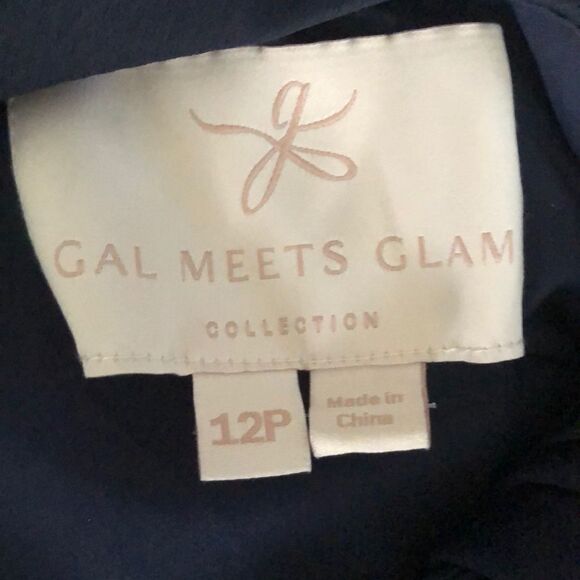 g
GAL MEETS GLAM
COLLECTION
12P
Made in
China